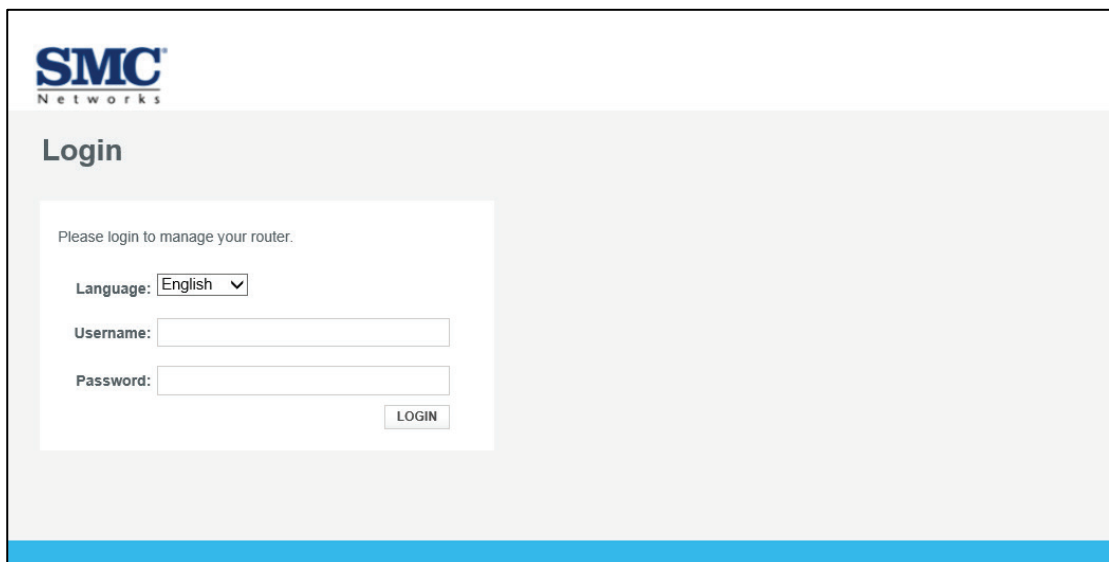 SMC®
Networks
Login
Please login to manage your router.
Language: English
Username:
Password:
LOGIN